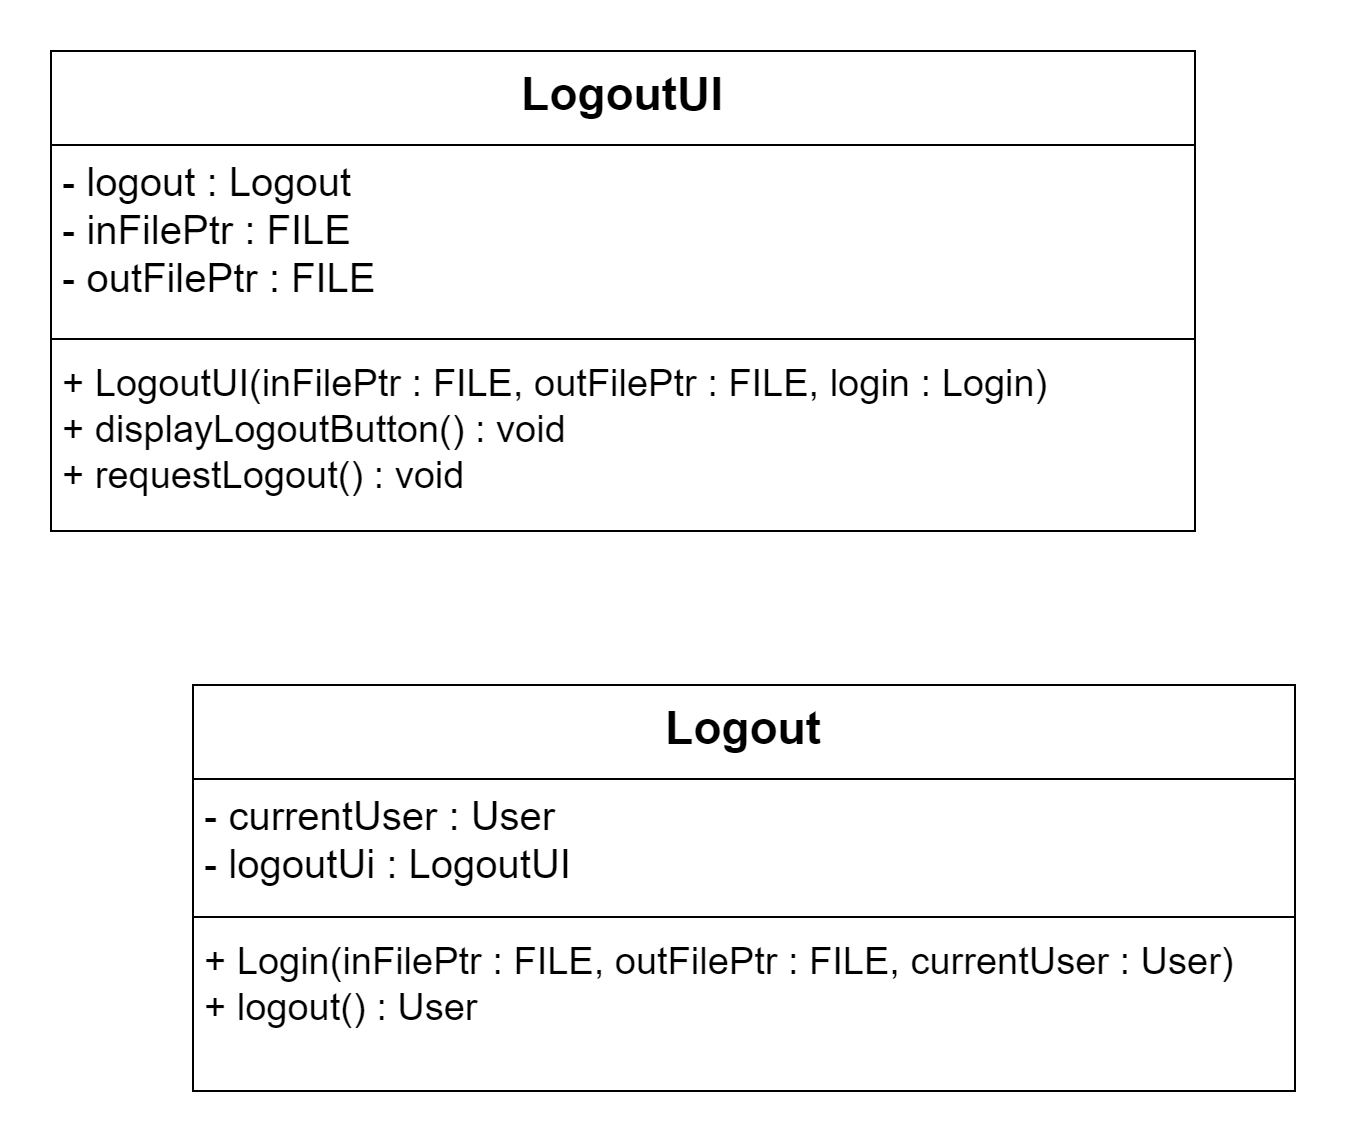 LogoutUI
- logout : Logout
- inFilePtr : FILE
- outFilePtr : FILE
+ LogoutUI(inFilePtr : FILE, outFilePtr : FILE, login : Login)
+ displayLogoutButton() : void
+ requestLogout() : void
Logout
- currentUser : User
- logoutUi : LogoutUI
+ Login(inFilePtr : FILE, outFilePtr : FILE, currentUser : User)
+ logout() : User